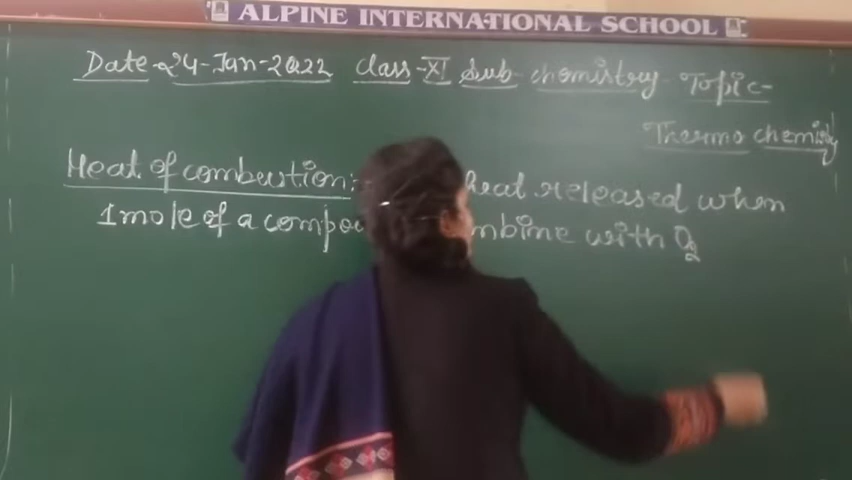 ALPINE INTERNATIONAL SCHOOL
Date-24-Jan-2022 Class-XI Sub-chemistry Topic-
Thermo chemistry
Heat of combustion:- heat released when
1 mole of a compo mbine with O2